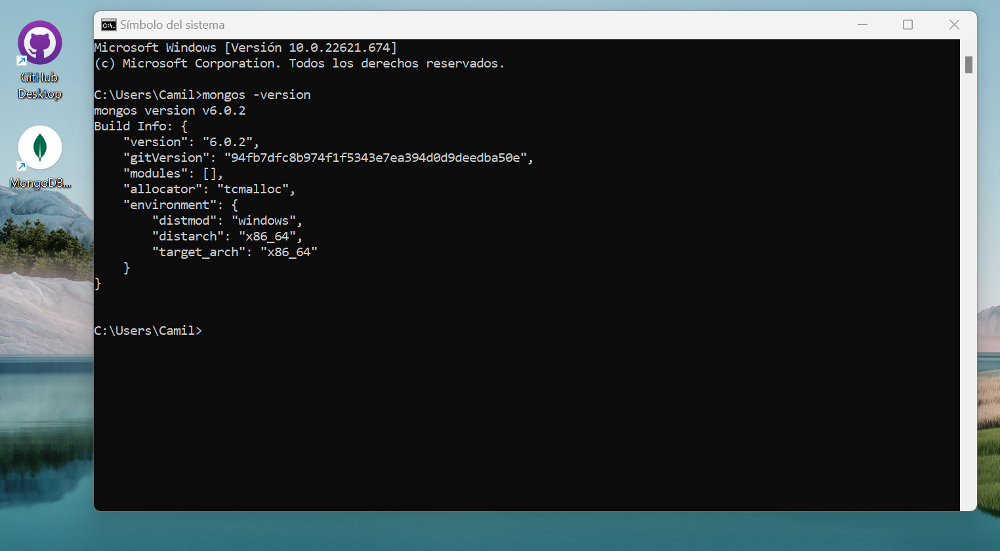 GitHub
Desktop
MongoDB...
Símbolo del sistema
Microsoft Windows [Versión 10.0.22621.674]
(c) Microsoft Corporation. Todos los derechos reservados.
C:\Users\Camil>mongos -version
mongos version v6.0.2
Build Info: {
    "version": "6.0.2",
    "gitVersion": "94fb7dfc8b974f1f5343e7ea394d0d9deedba50e",
    "modules": [],
    "allocator": "tcmalloc",
    "environment": {
        "distmod": "windows",
        "distarch": "x86_64",
        "target_arch": "x86_64"
    }
}
C:\Users\Camil>